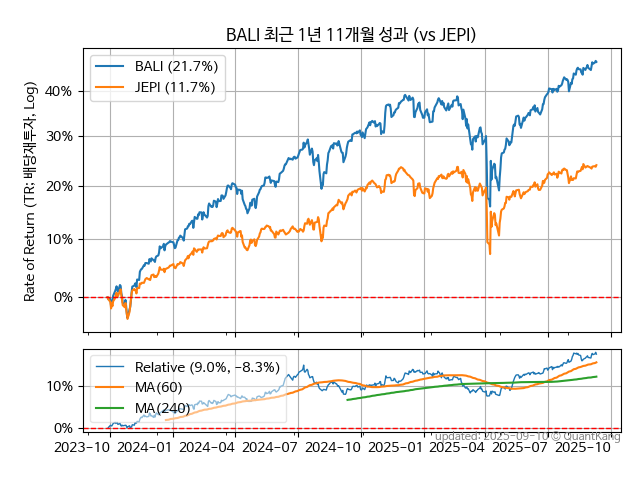 BALI 최근 1년 11개월 성과 (vs JEPI)
Rate of Return (TR: 배당재투자, Log)
BALI (21.7%)
JEPI (11.7%)
40%
30%
20%
10%
0%
Relative (9.0%, −8.3%)
MA(60)
MA(240)
10%
0%
2023-10 2024-01 2024-04 2024-07 2024-10 2025-01 2025-04 2025-07 2025-10
updated: 2025-09-10 © QuantKang